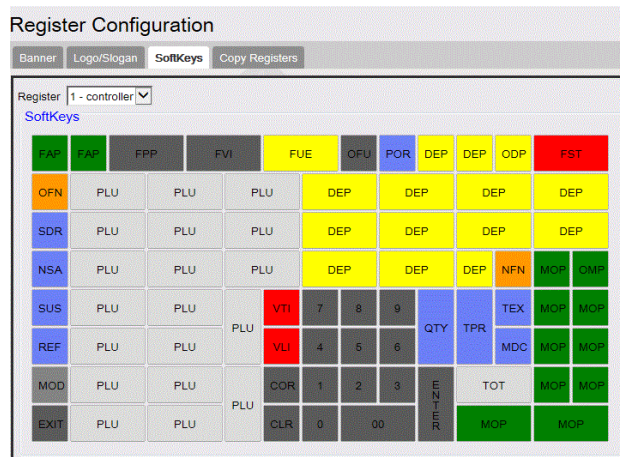 Register Configuration
Banner Logo/Slogan SoftKeys Copy Registers
Register 1 - controller
SoftKeys
FAP FAP FPP FVI FUE OFU POR DEP DEP ODP FST
OFN PLU PLU PLU DEP DEP DEP DEP
SDR PLU PLU PLU DEP DEP DEP DEP
NSA PLU PLU PLU DEP DEP DEP NFN MOP OMP
SUS PLU PLU PLU VTI 7 8 9 QTY TPR TEX MOP MOP
REF PLU PLU VLI 4 5 6 MDC MOP MOP
MOD PLU PLU PLU COR 1 2 3 ENTER TOT MOP MOP
EXIT PLU PLU CLR 0 00 MOP MOP